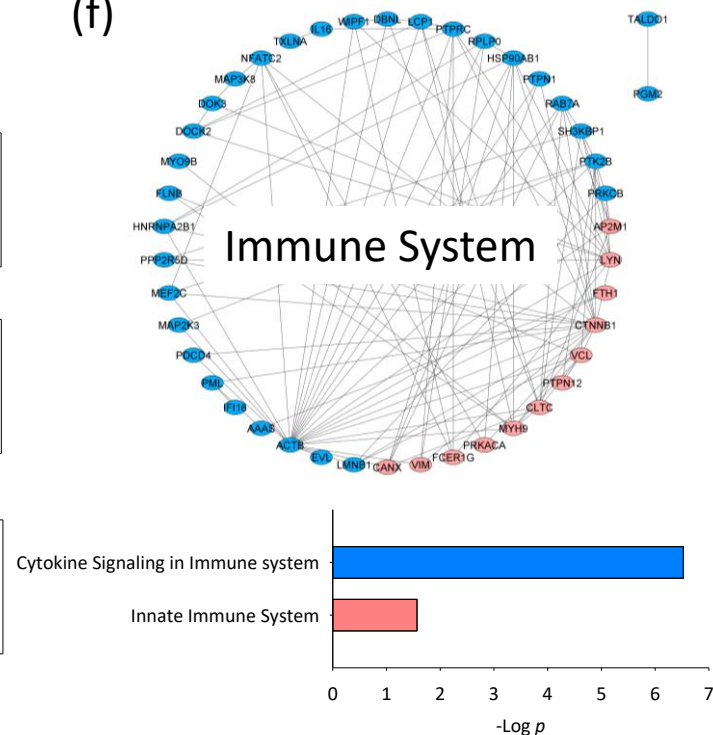 (f)
IL16
WIPF1
DBNL
LCP1
PTPRC
TXLNA
RPLP0
NFATC2
HSP90AB1
MAP3K8
PTPN1
DOK3
RAB7A
DOCK2
SH3KBP1
MYO9B
PTK2B
FLNB
PRKCB
HNRNPA2B1
AP2M1
PPP2R5D
LYN
MEF2C
FTH1
MAP2K3
CTNNB1
PDCD4
VCL
PML
PTPN12
IFI16
CLTC
AAAS
MYH9
ACTB
PRKACA
EVL
FCER1G
LMNB1
CANX
VIM
TALDO1
PGM2
Immune System
Cytokine Signaling in Immune system
Innate Immune System
0 1 2 3 4 5 6 7
-Log p